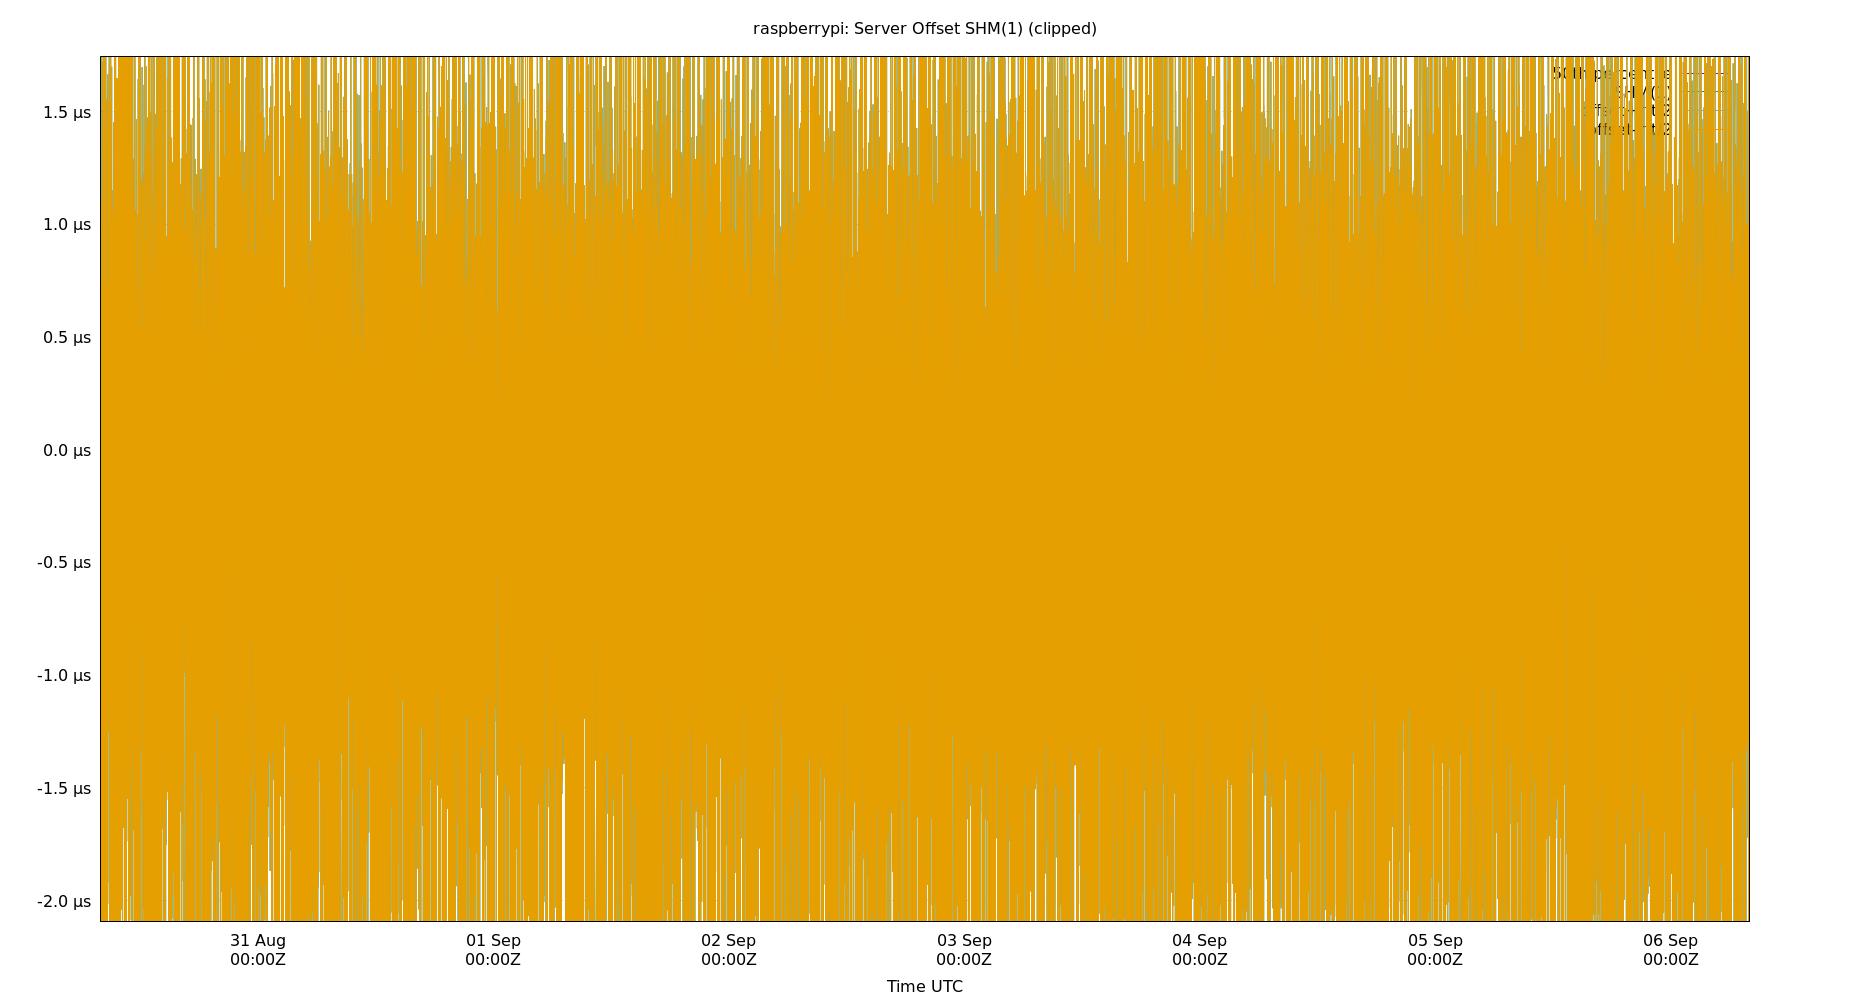 raspberrypi: Server Offset SHM(1) (clipped)
1.5 µs
1.0 µs
0.5 µs
0.0 µs
-0.5 µs
-1.0 µs
-1.5 µs
-2.0 µs
31 Aug 01 Sep 02 Sep 03 Sep 04 Sep 05 Sep 06 Sep
00:00Z 00:00Z 00:00Z 00:00Z 00:00Z 00:00Z 00:00Z
Time UTC